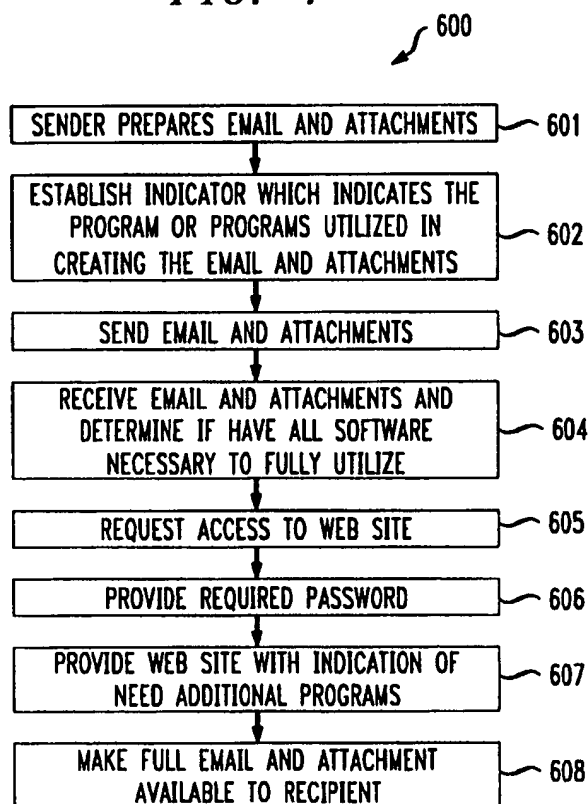 600
SENDER PREPARES EMAIL AND ATTACHMENTS
601
ESTABLISH INDICATOR WHICH INDICATES THE
PROGRAM OR PROGRAMS UTILIZED IN
CREATING THE EMAIL AND ATTACHMENTS
602
SEND EMAIL AND ATTACHMENTS
603
RECEIVE EMAIL AND ATTACHMENTS AND
DETERMINE IF HAVE ALL SOFTWARE
NECESSARY TO FULLY UTILIZE
604
REQUEST ACCESS TO WEB SITE
605
PROVIDE REQUIRED PASSWORD
606
PROVIDE WEB SITE WITH INDICATION OF
NEED ADDITIONAL PROGRAMS
607
MAKE FULL EMAIL AND ATTACHMENT
AVAILABLE TO RECIPIENT
608